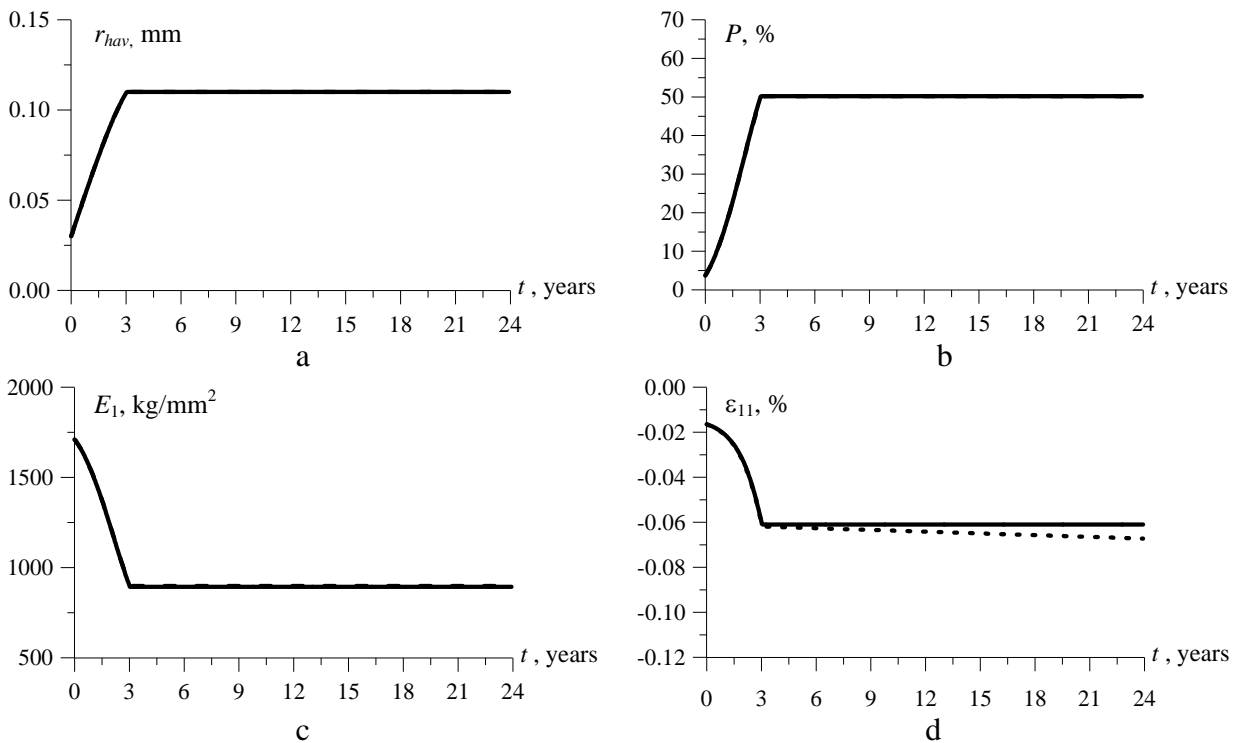 0.15
r_hav, mm
0.10
0.05
0.00
t , years
0 3 6 9 12 15 18 21 24
a
70
P, %
60
50
40
30
20
10
0
t , years
0 3 6 9 12 15 18 21 24
b
2000
E₁, kg/mm²
1500
1000
500
t , years
0 3 6 9 12 15 18 21 24
c
0.00
ε₁₁, %
-0.02
-0.04
-0.06
-0.08
-0.10
-0.12
t , years
0 3 6 9 12 15 18 21 24
d